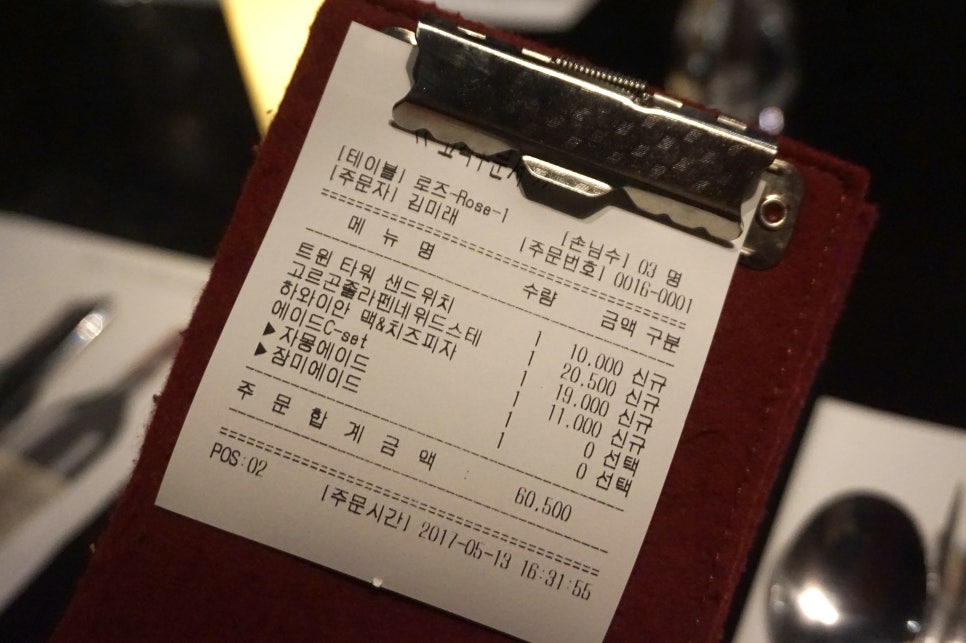 [테이블] 로즈-Rose-1 [손님수] 03 명
[주문자] 김미래 [주문번호] 0016-0001
메 뉴 명 수량 금액 구분
트윈 타워 샌드위치 1 10,000 신규
고르곤졸라펜네위드스테 1 20,500 신규
하와이안 맥&치즈피자 1 19,000 신규
에이드C-set 1 11,000 신규
▶자몽에이드 1 0 선택
▶장미에이드 1 0 선택
주 문 합 계 금 액 60,500
POS:02 [주문시간] 2017-05-13 16:31:55